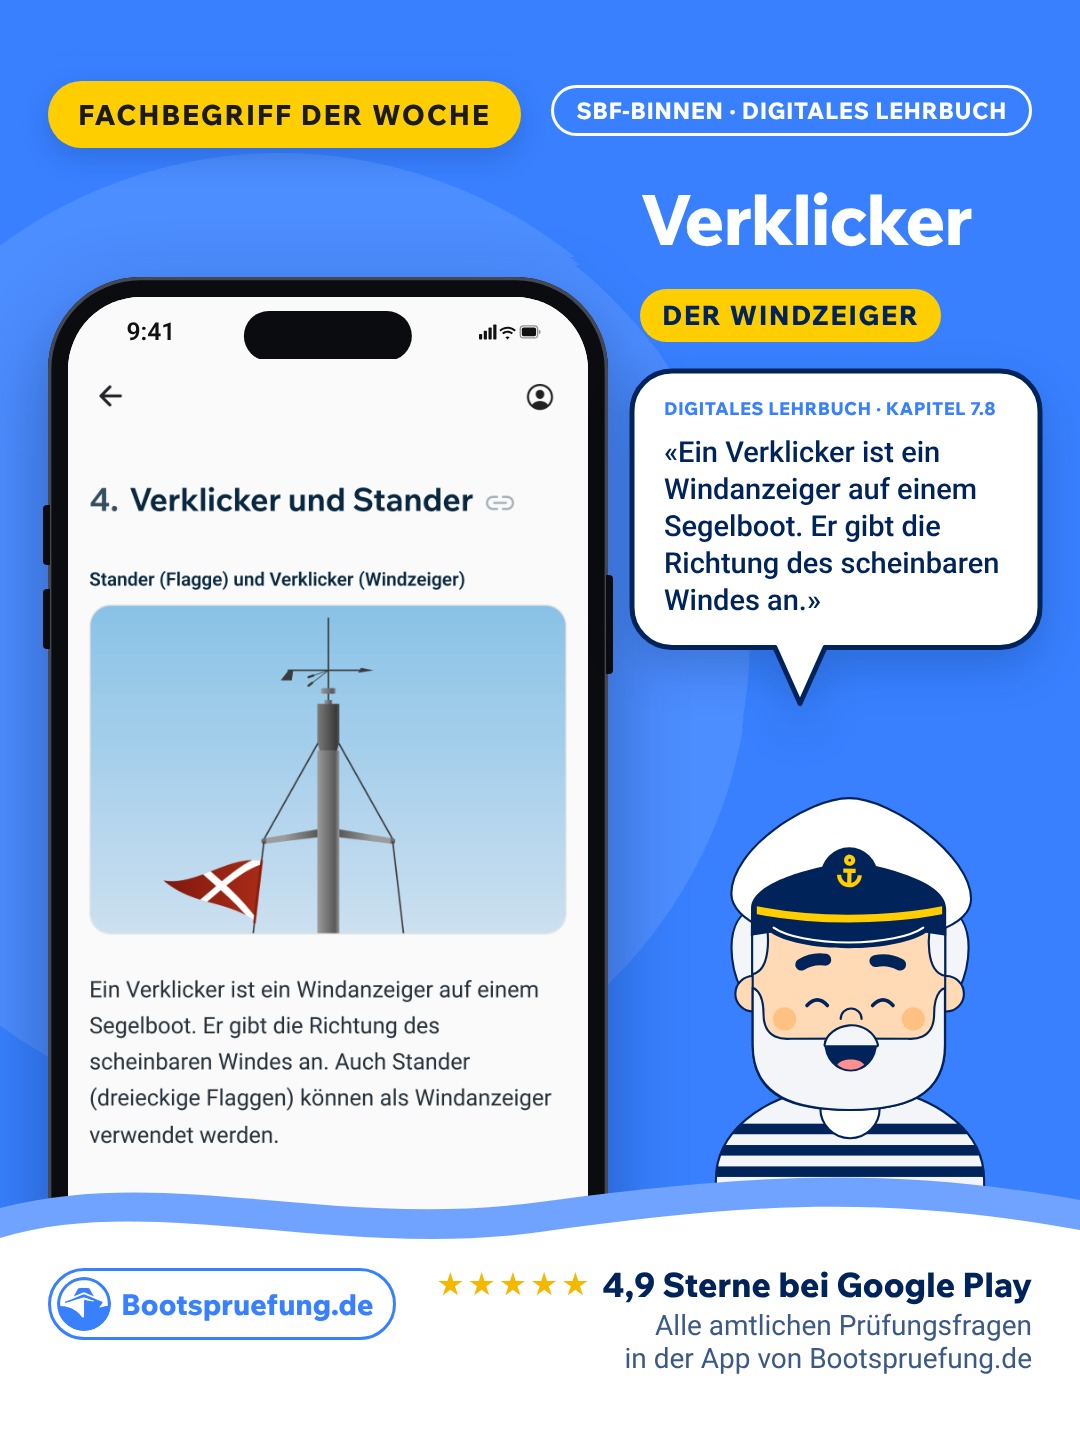 FACHBEGRIFF DER WOCHE
SBF-BINNEN · DIGITALES LEHRBUCH
Verklicker
DER WINDZEIGER
DIGITALES LEHRBUCH · KAPITEL 7.8
«Ein Verklicker ist ein
Windanzeiger auf einem
Segelboot. Er gibt die
Richtung des scheinbaren
Windes an.»
9:41
4. Verklicker und Stander
Stander (Flagge) und Verklicker (Windzeiger)
Ein Verklicker ist ein Windanzeiger auf einem
Segelboot. Er gibt die Richtung des
scheinbaren Windes an. Auch Stander
(dreieckige Flaggen) können als Windanzeiger
verwendet werden.
Bootspruefung.de
★★★★★ 4,9 Sterne bei Google Play
Alle amtlichen Prüfungsfragen
in der App von Bootspruefung.de